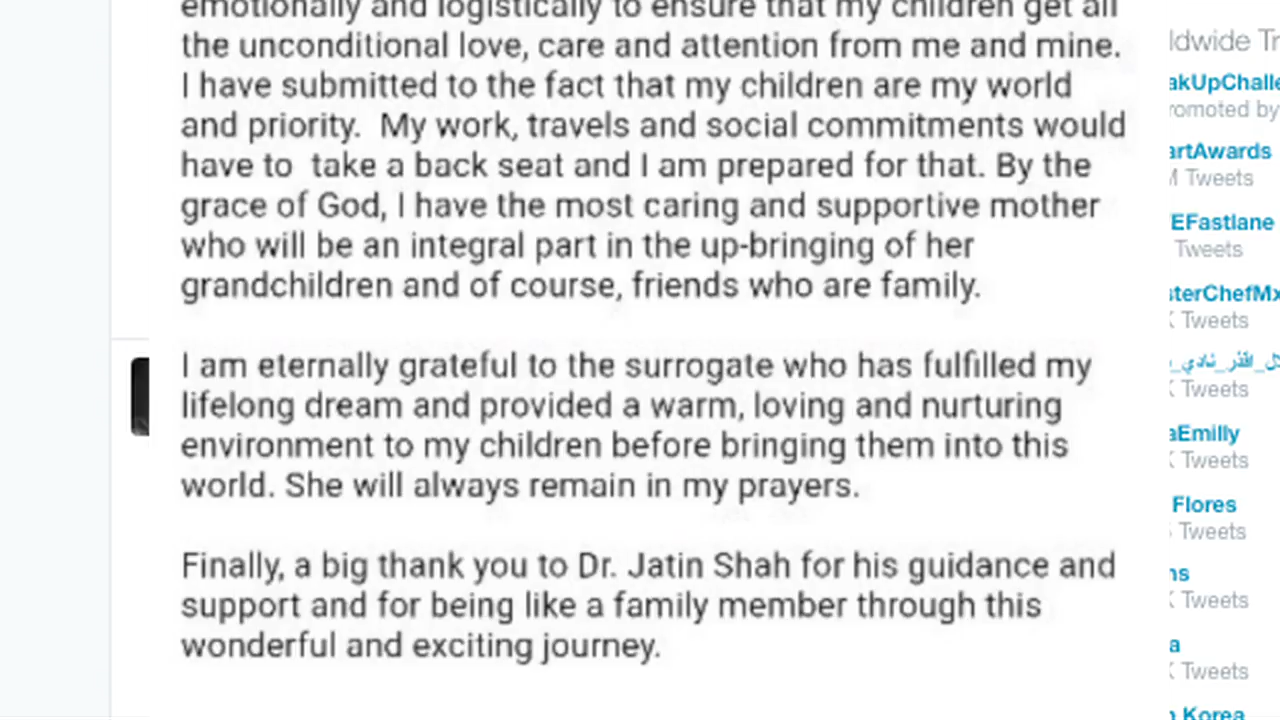 emotionally and logistically to ensure that my children get all
the unconditional love, care and attention from me and mine.
I have submitted to the fact that my children are my world
and priority.  My work, travels and social commitments would
have to  take a back seat and I am prepared for that. By the
grace of God, I have the most caring and supportive mother
who will be an integral part in the up-bringing of her
grandchildren and of course, friends who are family.
I am eternally grateful to the surrogate who has fulfilled my
lifelong dream and provided a warm, loving and nurturing
environment to my children before bringing them into this
world. She will always remain in my prayers.
Finally, a big thank you to Dr. Jatin Shah for his guidance and
support and for being like a family member through this
wonderful and exciting journey.
ldwide Tr
akUpChalle
romoted by
artAwards
M Tweets
EFastlane
Tweets
sterChefMx
K Tweets
K Tweets
aEmilly
K Tweets
Flores
Tweets
ns
K Tweets
a
K Tweets
Korea